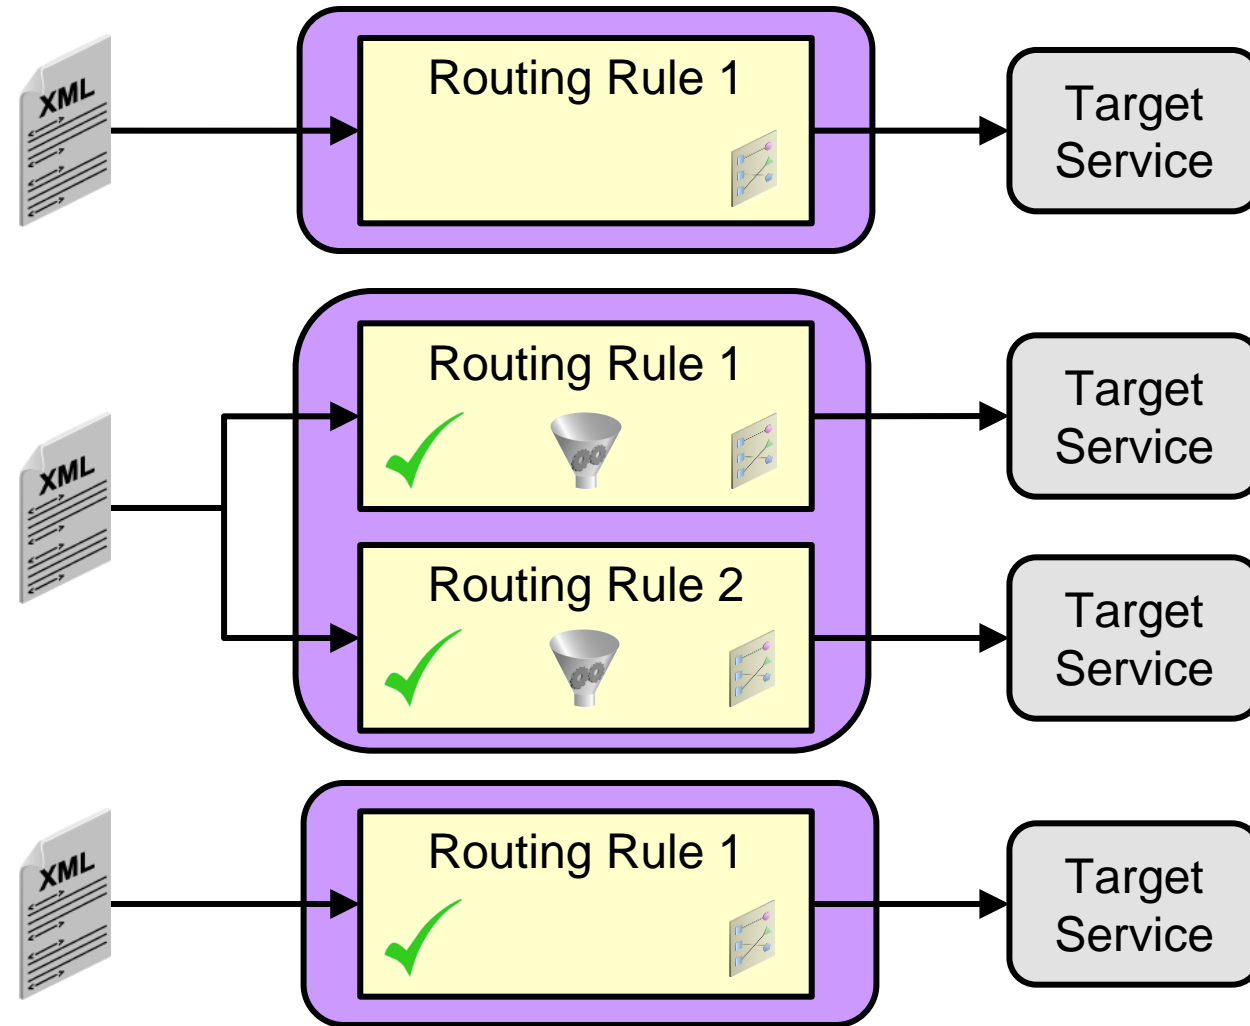 XML
Routing Rule 1
Target
Service
XML
Routing Rule 1
Target
Service
Routing Rule 2
Target
Service
XML
Routing Rule 1
Target
Service